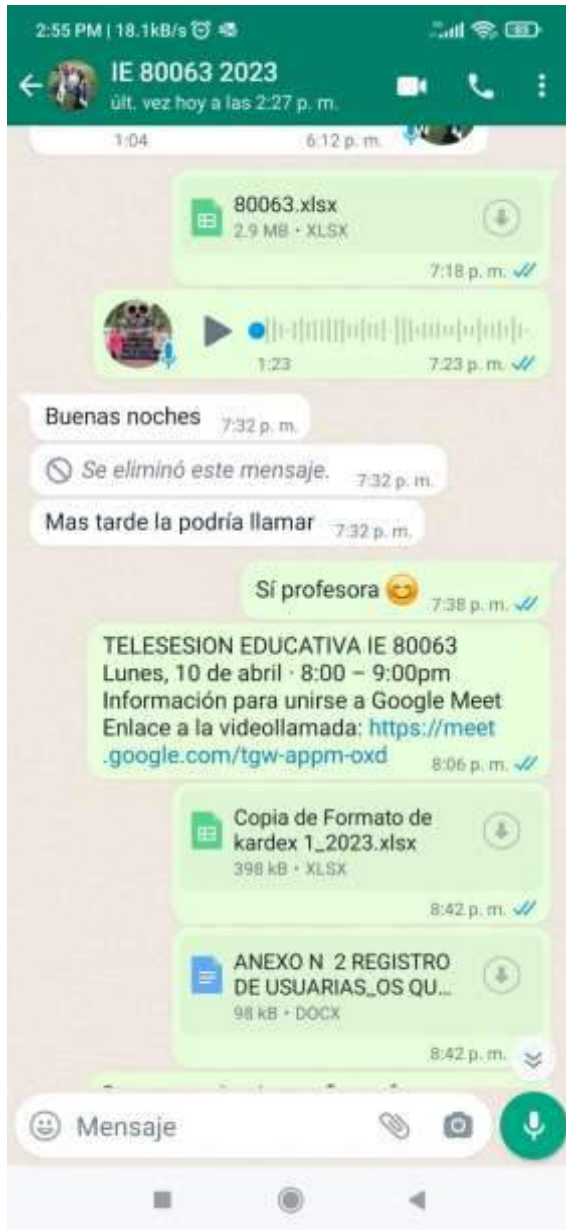 2:55 PM | 18.1kB/s
IE 80063 2023
últ. vez hoy a las 2:27 p. m.
1:04 6:12 p. m.
80063.xlsx
2.9 MB • XLSX
7:18 p. m.
1:23 7:23 p. m.
Buenas noches 7:32 p. m.
Se eliminó este mensaje. 7:32 p. m.
Mas tarde la podría llamar 7:32 p. m.
Sí profesora 😊 7:38 p. m.
TELESESION EDUCATIVA IE 80063
Lunes, 10 de abril · 8:00 – 9:00pm
Información para unirse a Google Meet
Enlace a la videollamada: https://meet
.google.com/tgw-appm-oxd 8:06 p. m.
Copia de Formato de
kardex 1_2023.xlsx
398 kB • XLSX
8:42 p. m.
ANEXO N 2 REGISTRO
DE USUARIAS_OS QU...
98 kB • DOCX
8:42 p. m.
Mensaje